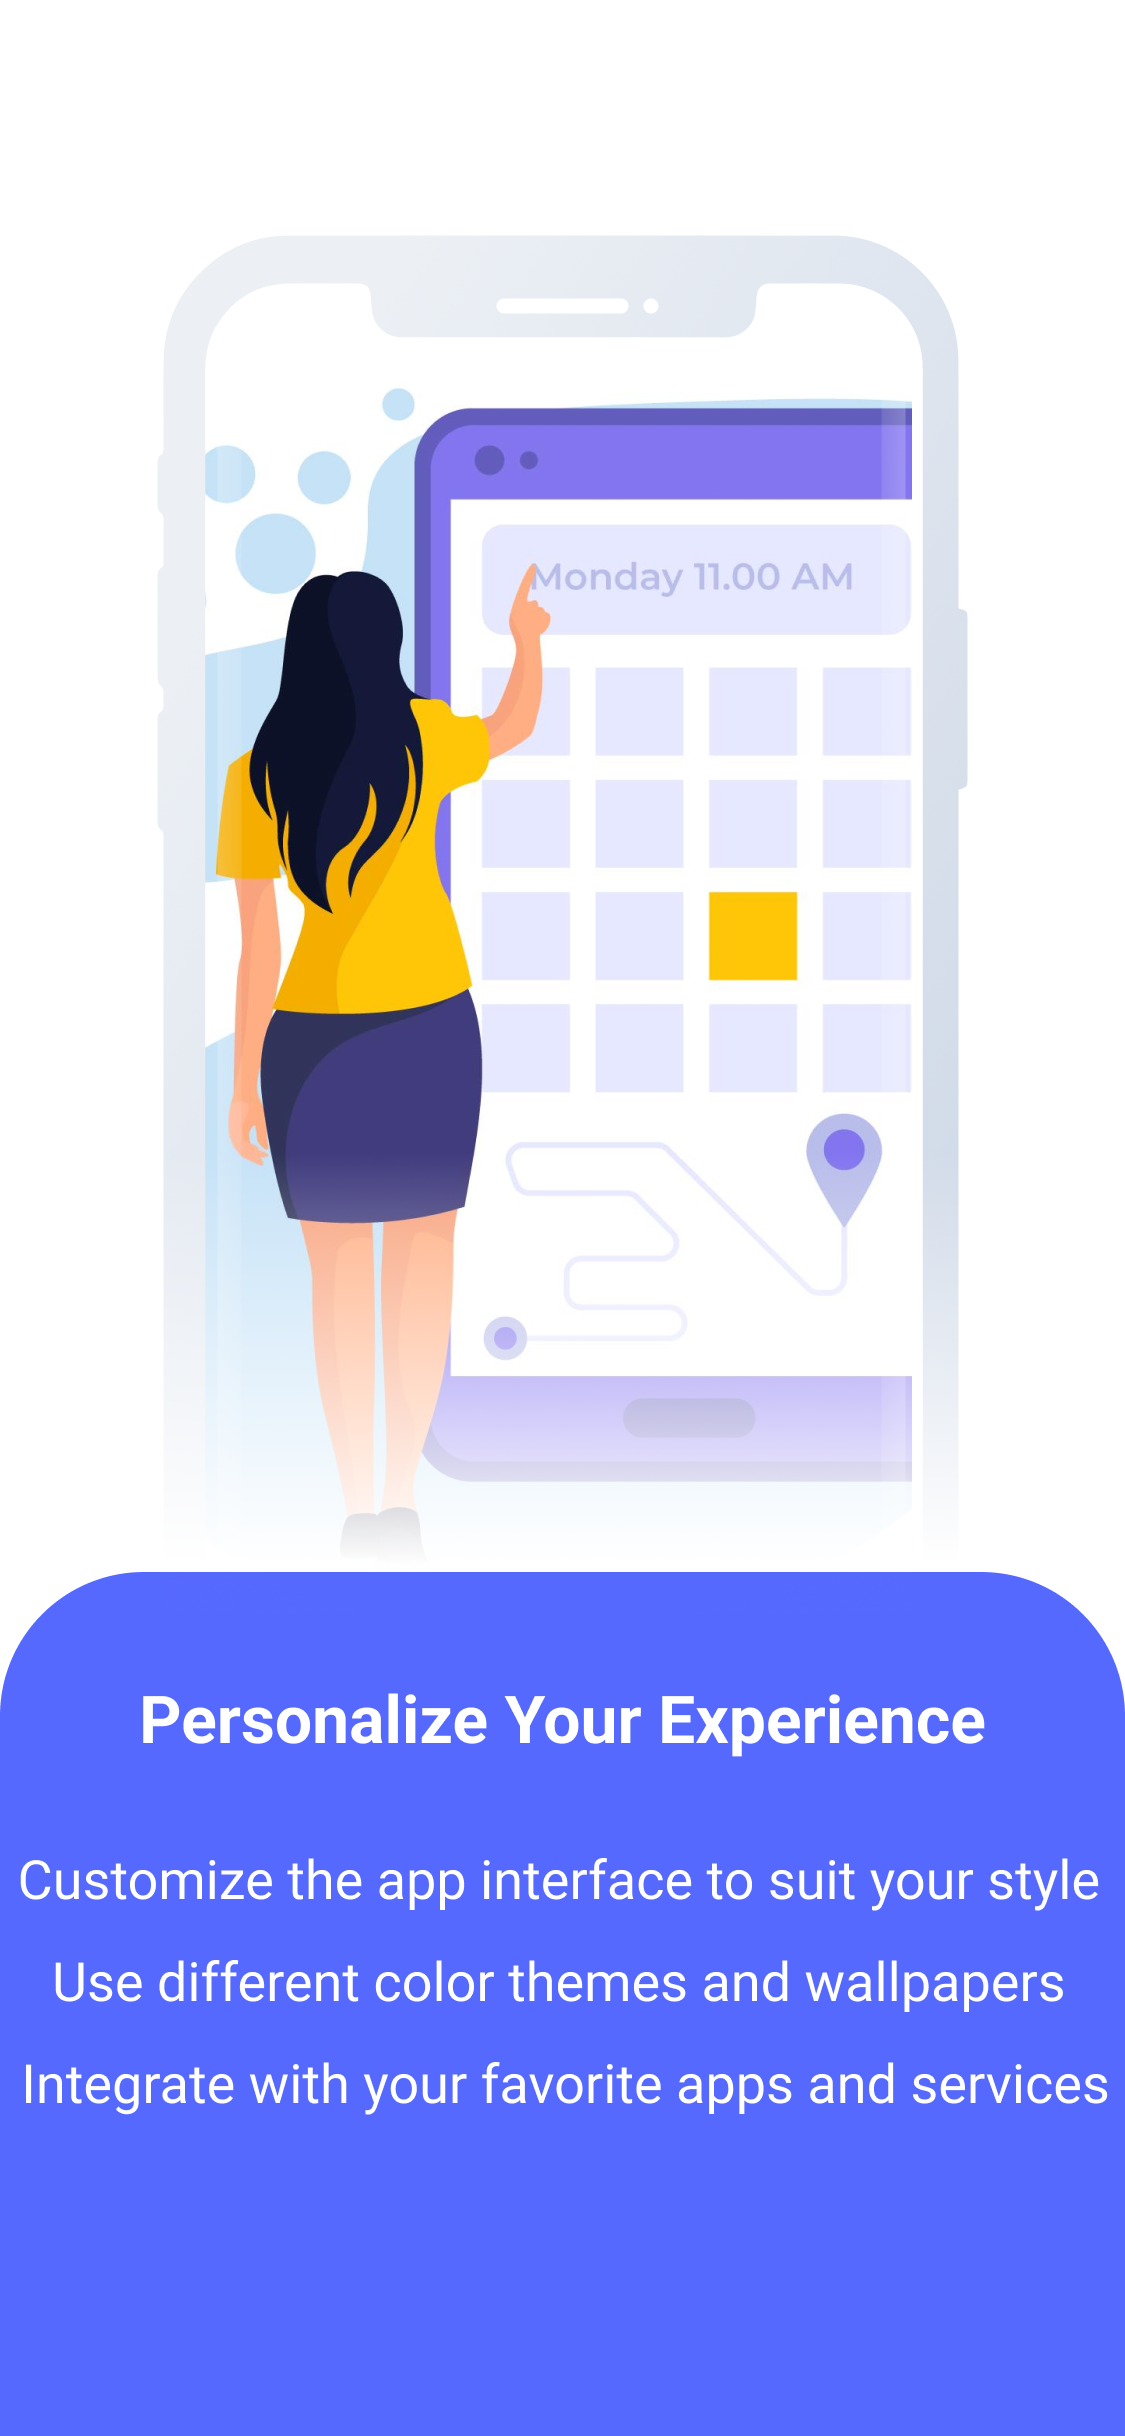 Monday 11.00 AM
Personalize Your Experience
Customize the app interface to suit your style
Use different color themes and wallpapers
Integrate with your favorite apps and services